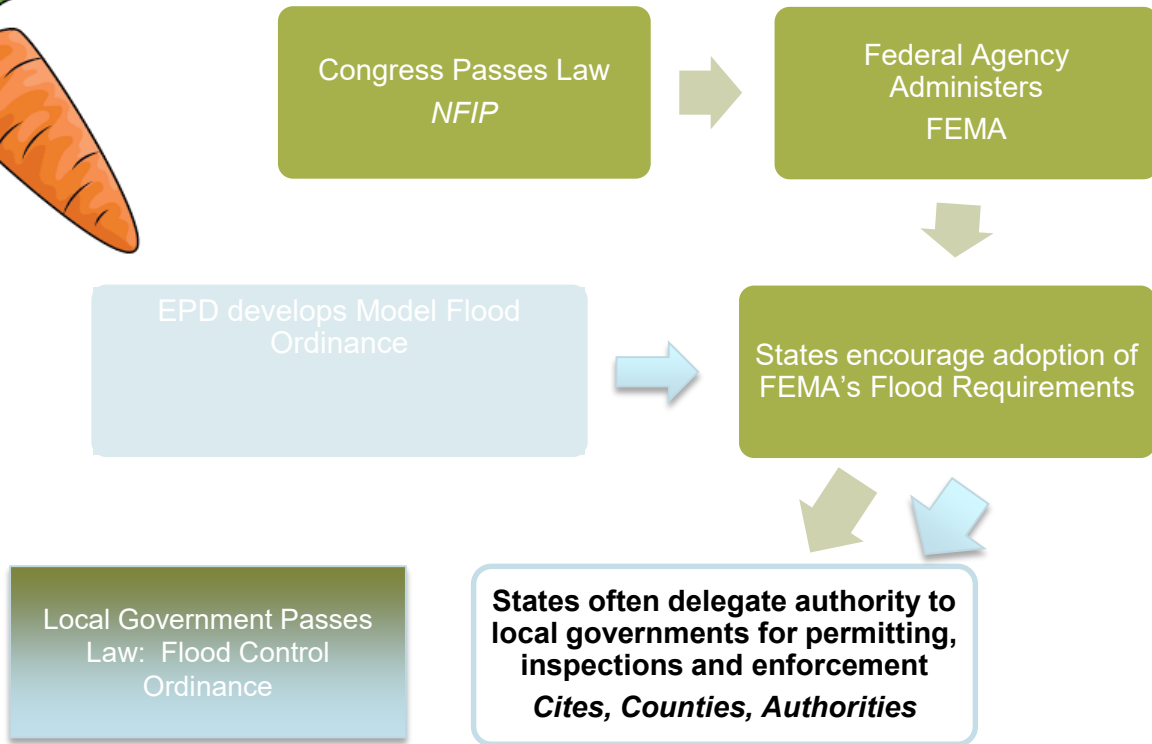 Congress Passes Law
NFIP
Federal Agency
Administers
FEMA
EPD develops Model Flood
Ordinance
States encourage adoption of
FEMA’s Flood Requirements
Local Government Passes
Law: Flood Control
Ordinance
States often delegate authority to
local governments for permitting,
inspections and enforcement
Cites, Counties, Authorities